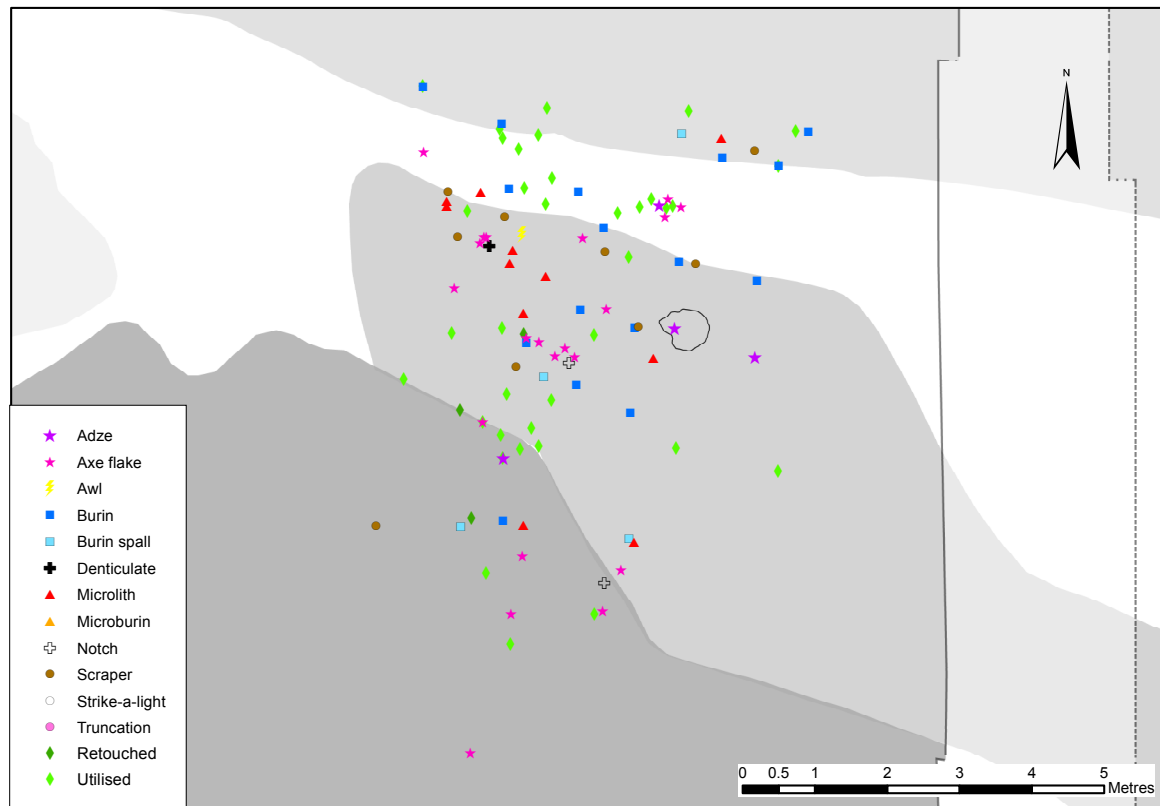 N
Adze
Axe flake
Awl
Burin
Burin spall
Denticulate
Microlith
Microburin
Notch
Scraper
Strike-a-light
Truncation
Retouched
Utilised
0 0.5 1 2 3 4 5
Metres